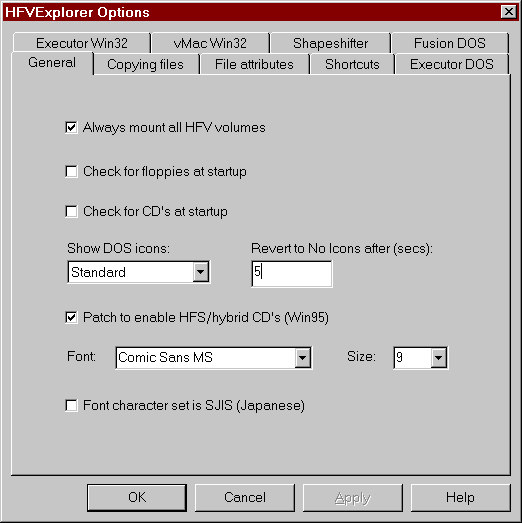 HFVExplorer Options
Executor Win32 vMac Win32 Shapeshifter Fusion DOS
General Copying files File attributes Shortcuts Executor DOS
Always mount all HFV volumes
Check for floppies at startup
Check for CD's at startup
Show DOS icons: Revert to No Icons after (secs):
Standard 5
Patch to enable HFS/hybrid CD's (Win95)
Font: Comic Sans MS Size: 9
Font character set is SJIS (Japanese)
OK Cancel Apply Help